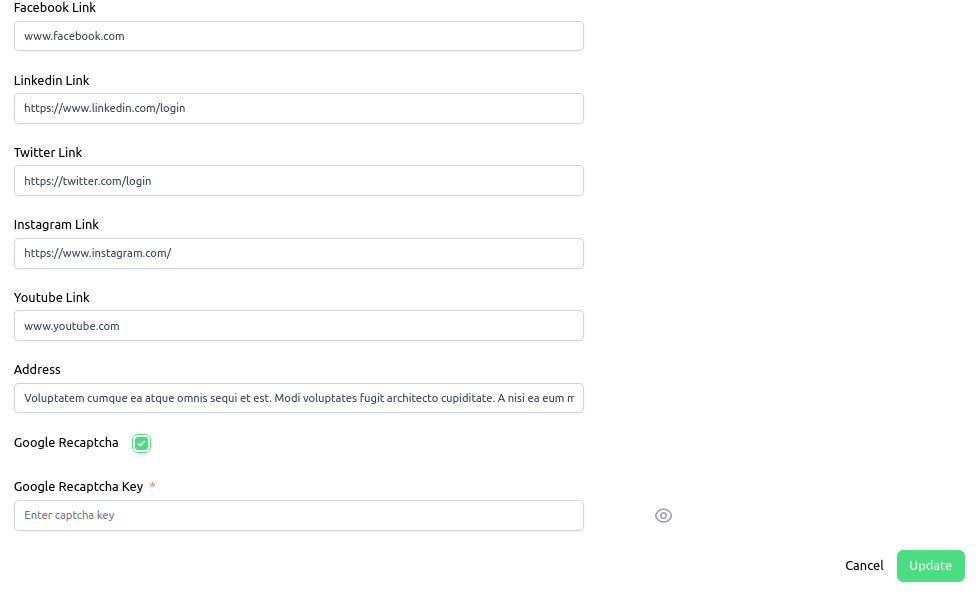 Facebook Link
www.facebook.com
Linkedin Link
https://www.linkedin.com/login
Twitter Link
https://twitter.com/login
Instagram Link
https://www.instagram.com/
Youtube Link
www.youtube.com
Address
Voluptatem cumque ea atque omnis sequi et est. Modi voluptates fugit architecto cupiditate. A nisi ea eum
Google Recaptcha
Google Recaptcha Key *
Enter captcha key
Cancel Update